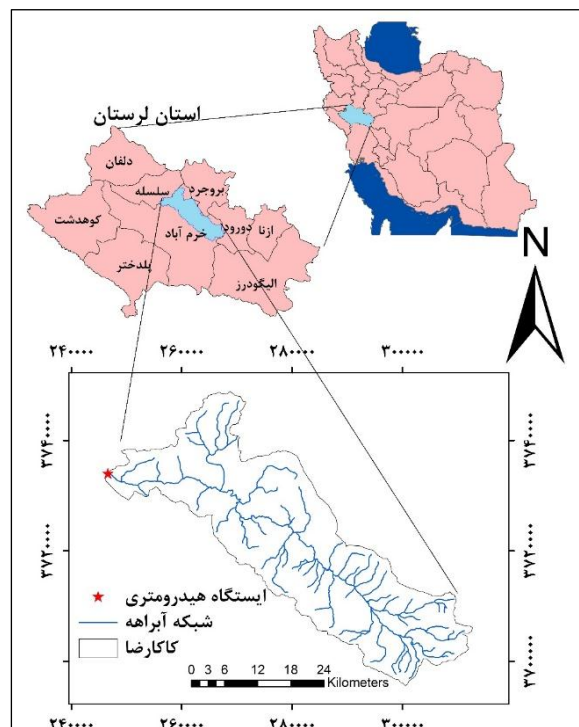 استان لرستان
دلفان
سلسله
بروجرد
کوهدشت
خرم آباد
دورود
ازنا
پلدختر
الیگودرز
N
۲۴۰۰۰۰ ۲۶۰۰۰۰ ۲۸۰۰۰۰ ۳۰۰۰۰۰
۳۷۴۰۰۰۰ ۳۷۴۰۰۰۰
۳۷۲۰۰۰۰ ۳۷۲۰۰۰۰
۳۷۰۰۰۰۰ ۳۷۰۰۰۰۰
ایستگاه هیدرومتری
شبکه آبراهه
کاکارضا
0 3 6 12 18 24
Kilometers
۲۴۰۰۰۰ ۲۶۰۰۰۰ ۲۸۰۰۰۰ ۳۰۰۰۰۰